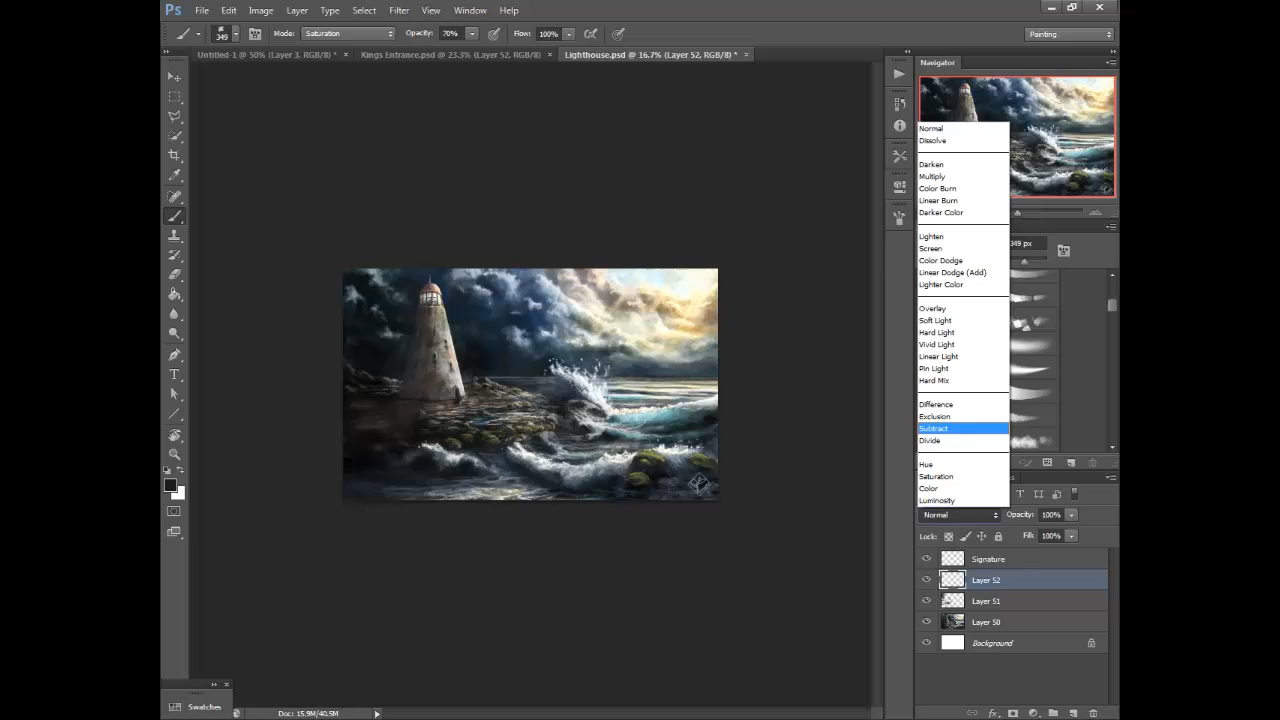 Ps File Edit Image Layer Type Select Filter View Window Help
349 Mode: Saturation Opacity: 70% Flow: 100% Painting
Untitled-1 @ 50% (Layer 3, RGB/8) * × Kings Entrance.psd @ 23.3% (Layer 52, RGB/8) × Lighthouse.psd @ 16.7% (Layer 52, RGB/8) * ×
Navigator
Normal
Dissolve
Darken
Multiply
Color Burn
Linear Burn
Darker Color
Lighten
Screen
Color Dodge
Linear Dodge (Add)
Lighter Color
Overlay
Soft Light
Hard Light
Vivid Light
Linear Light
Pin Light
Hard Mix
Difference
Exclusion
Subtract
Divide
Hue
Saturation
Color
Luminosity
349 px
Normal Opacity: 100%
Lock: Fill: 100%
Signature
Layer 52
Layer 51
Layer 50
Background
Swatches
Doc: 15.9M/40.5M